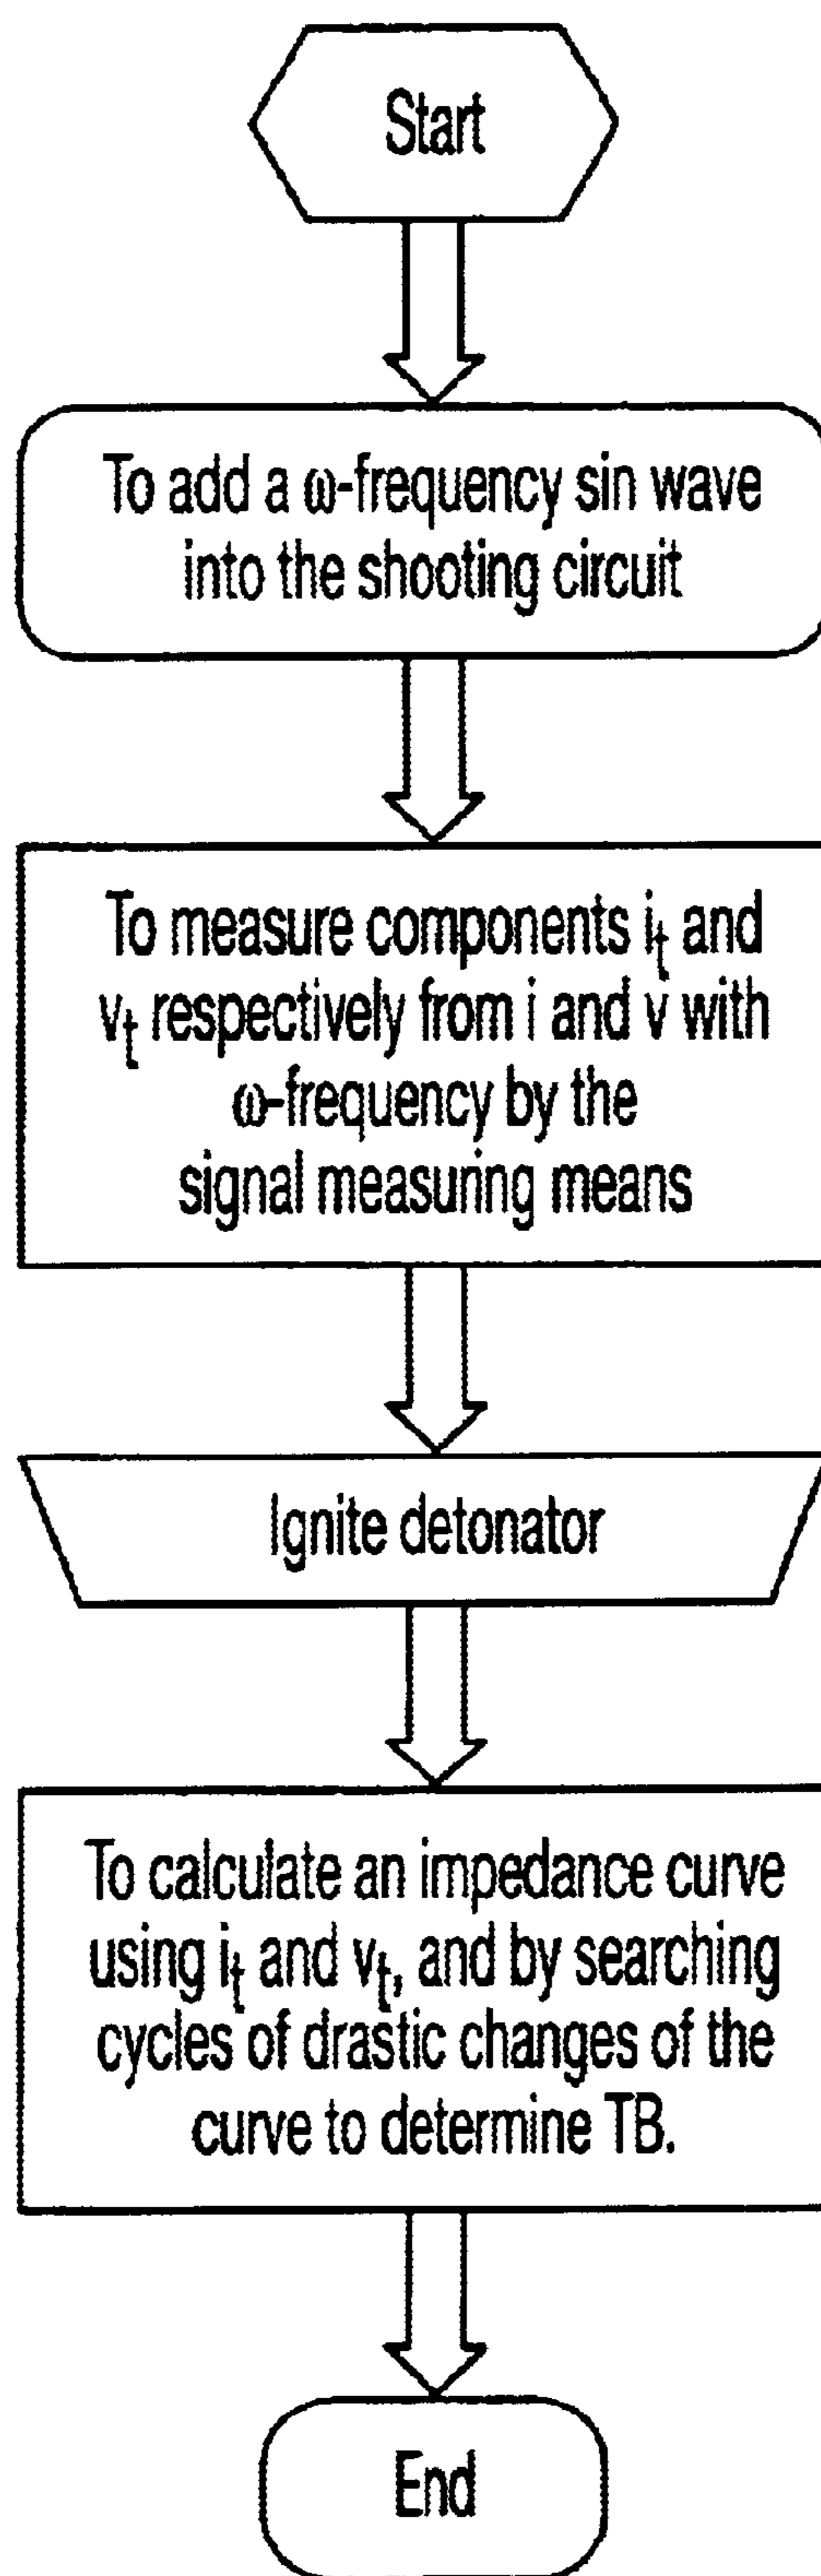 Start
To add a ω-frequency sin wave
into the shooting circuit
To measure components iₜ and
vₜ respectively from i and v with
ω-frequency by the
signal measuring means
Ignite detonator
To calculate an impedance curve
using iₜ and vₜ, and by searching
cycles of drastic changes of the
curve to determine TB.
End